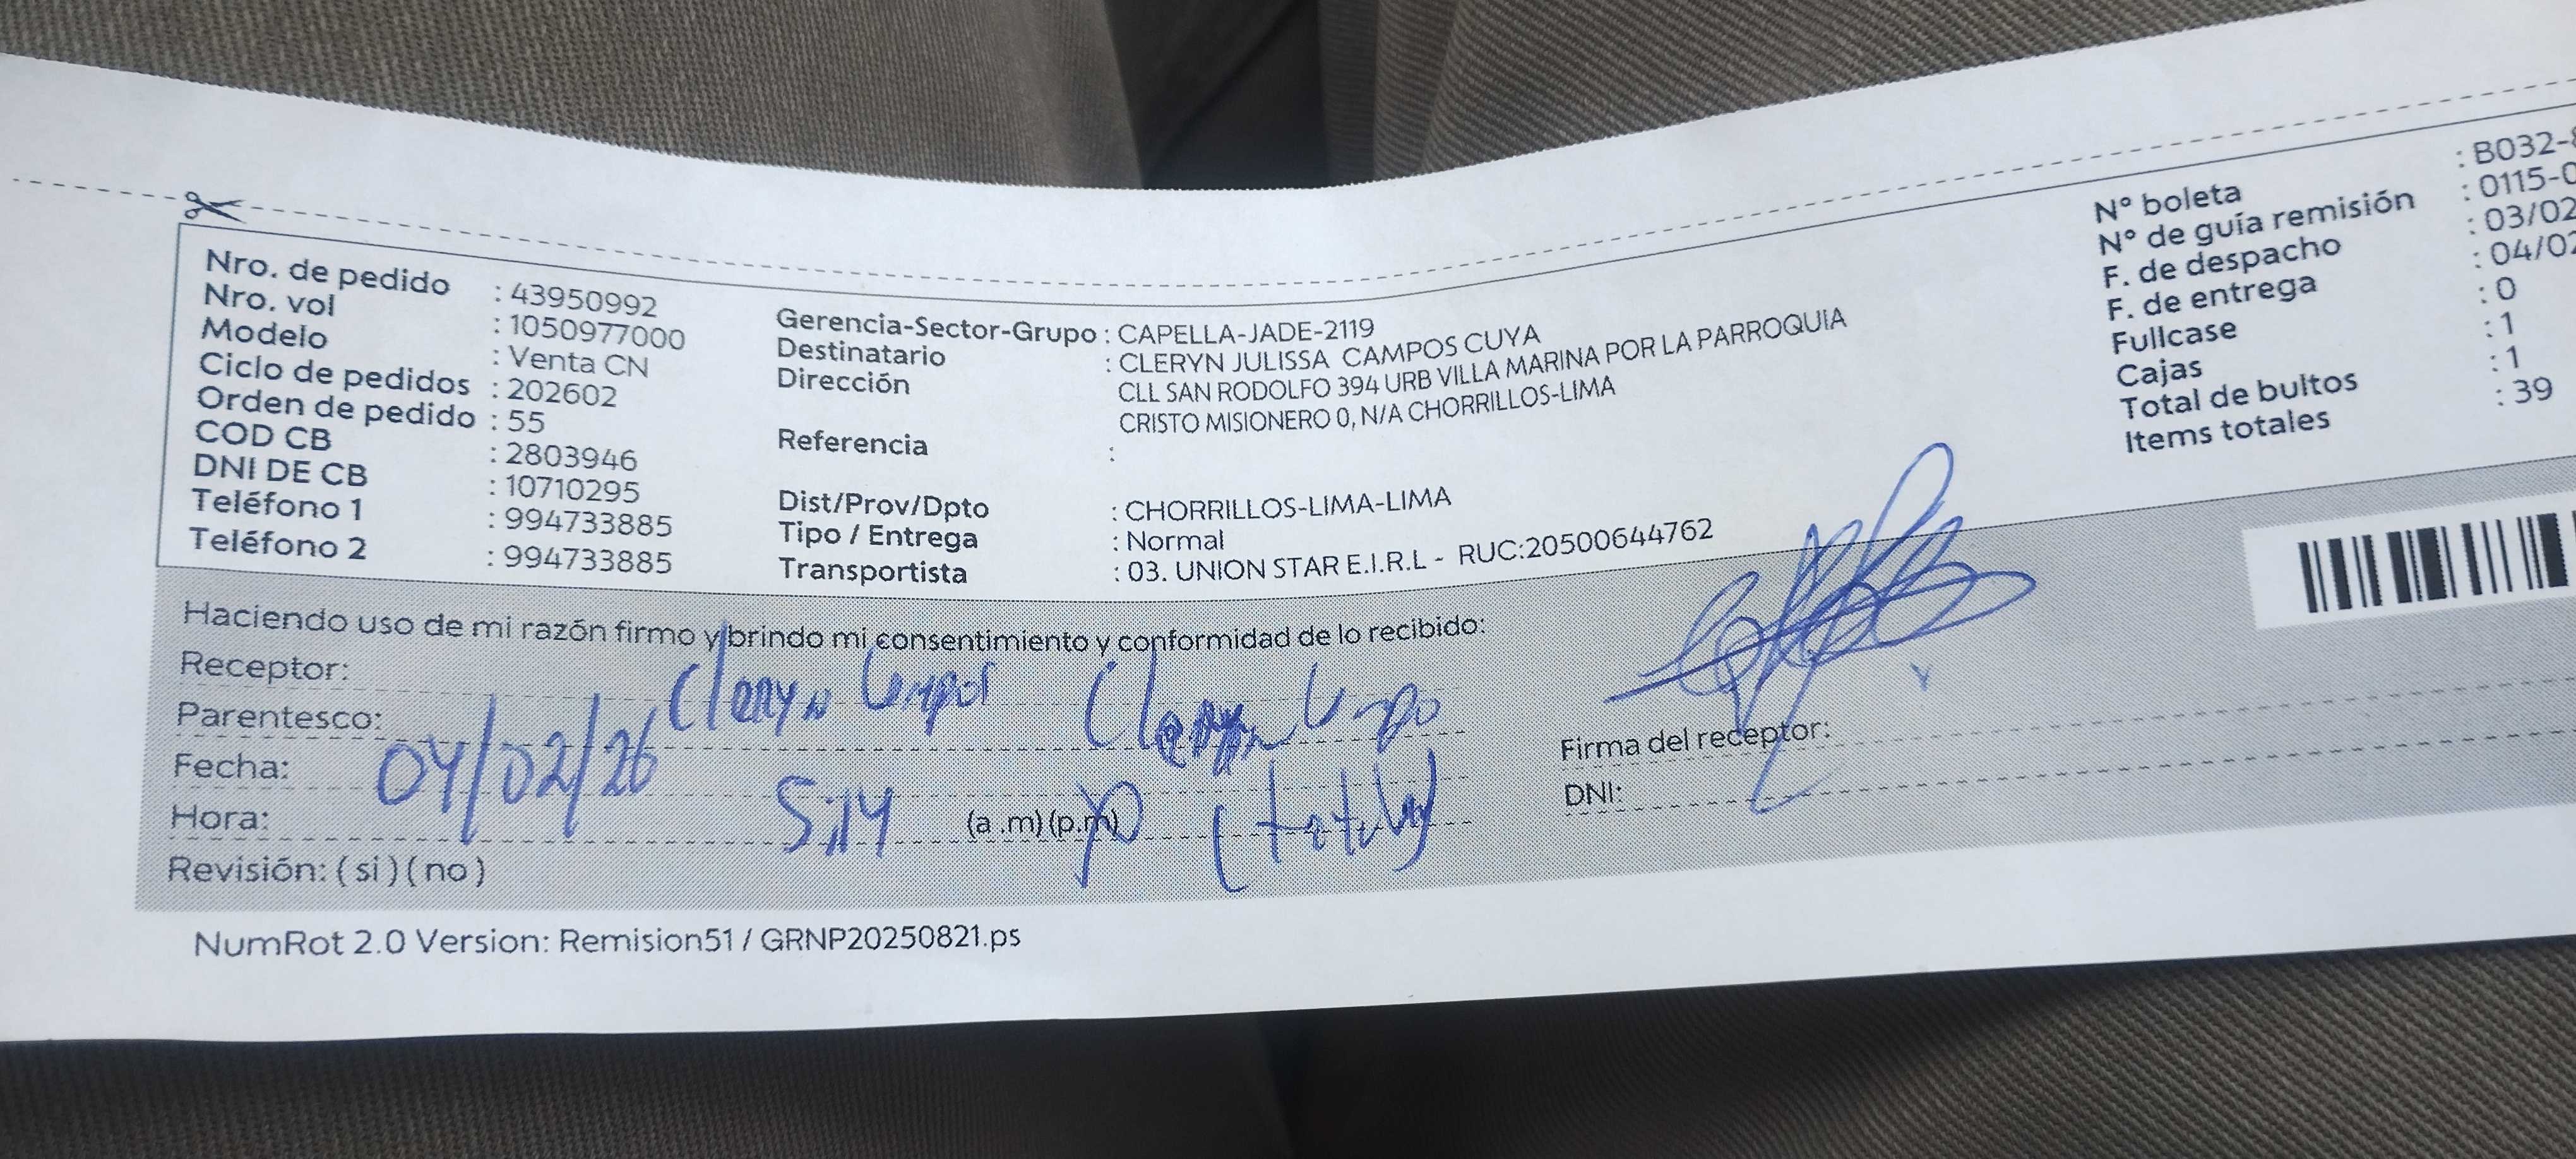 Nro. de pedido : 43950992
Nro. vol : 1050977000
Modelo : Venta CN
Ciclo de pedidos : 202602
Orden de pedido : 55
COD CB : 2803946
DNI DE CB : 10710295
Teléfono 1 : 994733885
Teléfono 2 : 994733885
Gerencia-Sector-Grupo : CAPELLA-JADE-2119
Destinatario : CLERYN JULISSA CAMPOS CUYA
Dirección CLL SAN RODOLFO 394 URB VILLA MARINA POR LA PARROQUIA
CRISTO MISIONERO 0, N/A CHORRILLOS-LIMA
Referencia :
Dist/Prov/Dpto : CHORRILLOS-LIMA-LIMA
Tipo / Entrega : Normal
Transportista : 03. UNION STAR E.I.R.L - RUC:20500644762
N° boleta : B032-
N° de guía remisión : 0115-0
F. de despacho : 03/02
F. de entrega : 04/02
Fullcase : 0
Cajas : 1
Total de bultos : 1
Items totales : 39
Haciendo uso de mi razón firmo y brindo mi consentimiento y conformidad de lo recibido:
Receptor: Cleryn Campos
Parentesco:
Fecha: 04/02/26
Hora: 5:14 (a.m) (p.m)
Revisión: ( si ) ( no )
Firma del receptor:
DNI:
NumRot 2.0 Version: Remision51 / GRNP20250821.ps